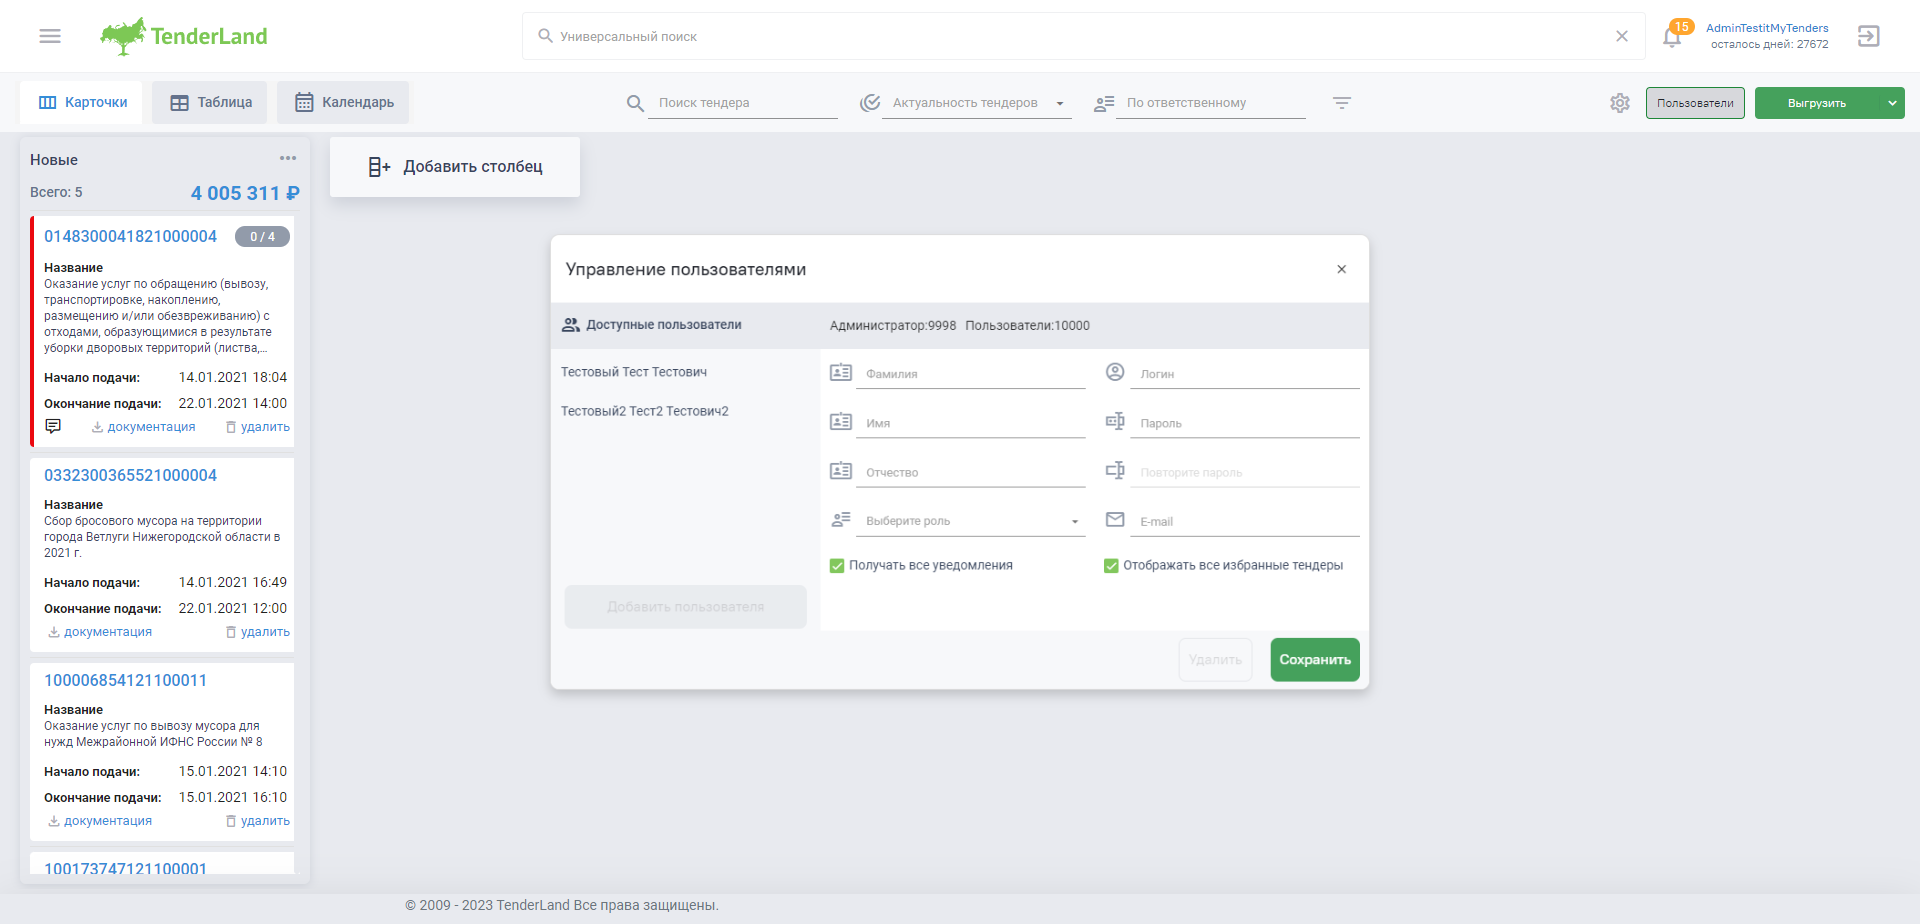 TenderLand
Универсальный поиск
15
AdminTestitMyTenders
осталось дней: 27672
Карточки
Таблица
Календарь
Поиск тендера
Актуальность тендеров
По ответственному
Пользователи
Выгрузить
Новые
Всего: 5
4 005 311 ₽
Добавить столбец
0148300041821000004
0 / 4
Название
Оказание услуг по обращению (вывозу,
транспортировке, накоплению,
размещению и/или обезвреживанию) с
отходами, образующимися в результате
уборки дворовых территорий (листва,...
Начало подачи: 14.01.2021 18:04
Окончание подачи: 22.01.2021 14:00
документация удалить
0332300365521000004
Название
Сбор бросового мусора на территории
города Ветлуги Нижегородской области в
2021 г.
Начало подачи: 14.01.2021 16:49
Окончание подачи: 22.01.2021 12:00
документация удалить
100006854121100011
Название
Оказание услуг по вывозу мусора для
нужд Межрайонной ИФНС России № 8
Начало подачи: 15.01.2021 14:10
Окончание подачи: 15.01.2021 16:10
документация удалить
100173747121100001
Управление пользователями
Доступные пользователи
Администратор:9998 Пользователи:10000
Тестовый Тест Тестович
Тестовый2 Тест2 Тестович2
Добавить пользователя
Фамилия
Логин
Имя
Пароль
Отчество
Повторите пароль
Выберите роль
E-mail
Получать все уведомления
Отображать все избранные тендеры
Удалить
Сохранить
© 2009 - 2023 TenderLand Все права защищены.